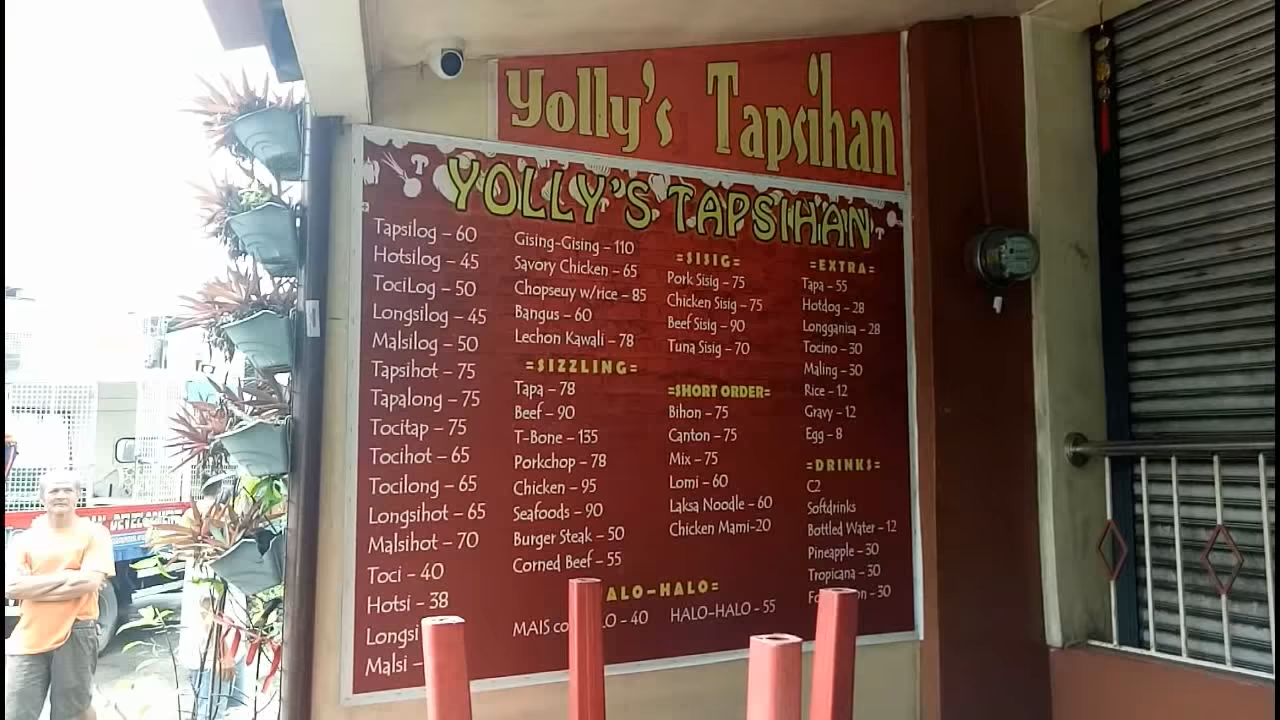 Yolly's Tapsihan
YOLLY'S TAPSIHAN
Tapsilog – 60
Hotsilog – 45
TociLog – 50
Longsilog – 45
Malsilog – 50
Tapsihot – 75
Tapalong – 75
Tocitap – 75
Tocihot – 65
Tocilong – 65
Longsihot – 65
Malsihot – 70
Toci – 40
Hotsi – 38
Longsi
Malsi –
Gising-Gising – 110
Savory Chicken – 65
Chopseuy w/rice – 85
Bangus – 60
Lechon Kawali – 78
=SIZZLING=
Tapa – 78
Beef – 90
T-Bone – 135
Porkchop – 78
Chicken – 95
Seafoods – 90
Burger Steak – 50
Corned Beef – 55
=SISIG=
Pork Sisig – 75
Chicken Sisig – 75
Beef Sisig – 90
Tuna Sisig – 70
=SHORT ORDER=
Bihon – 75
Canton – 75
Mix – 75
Lomi – 60
Laksa Noodle – 60
Chicken Mami-20
ALO-HALO=
MAIS – 40
HALO-HALO – 55
=EXTRA=
Tapa – 55
Hotdog – 28
Longganisa – 28
Tocino – 30
Maling – 30
Rice – 12
Gravy – 12
Egg – 8
=DRINKS=
C2
Softdrinks
Bottled Water – 12
Pineapple – 30
Tropicana – 30
– 30